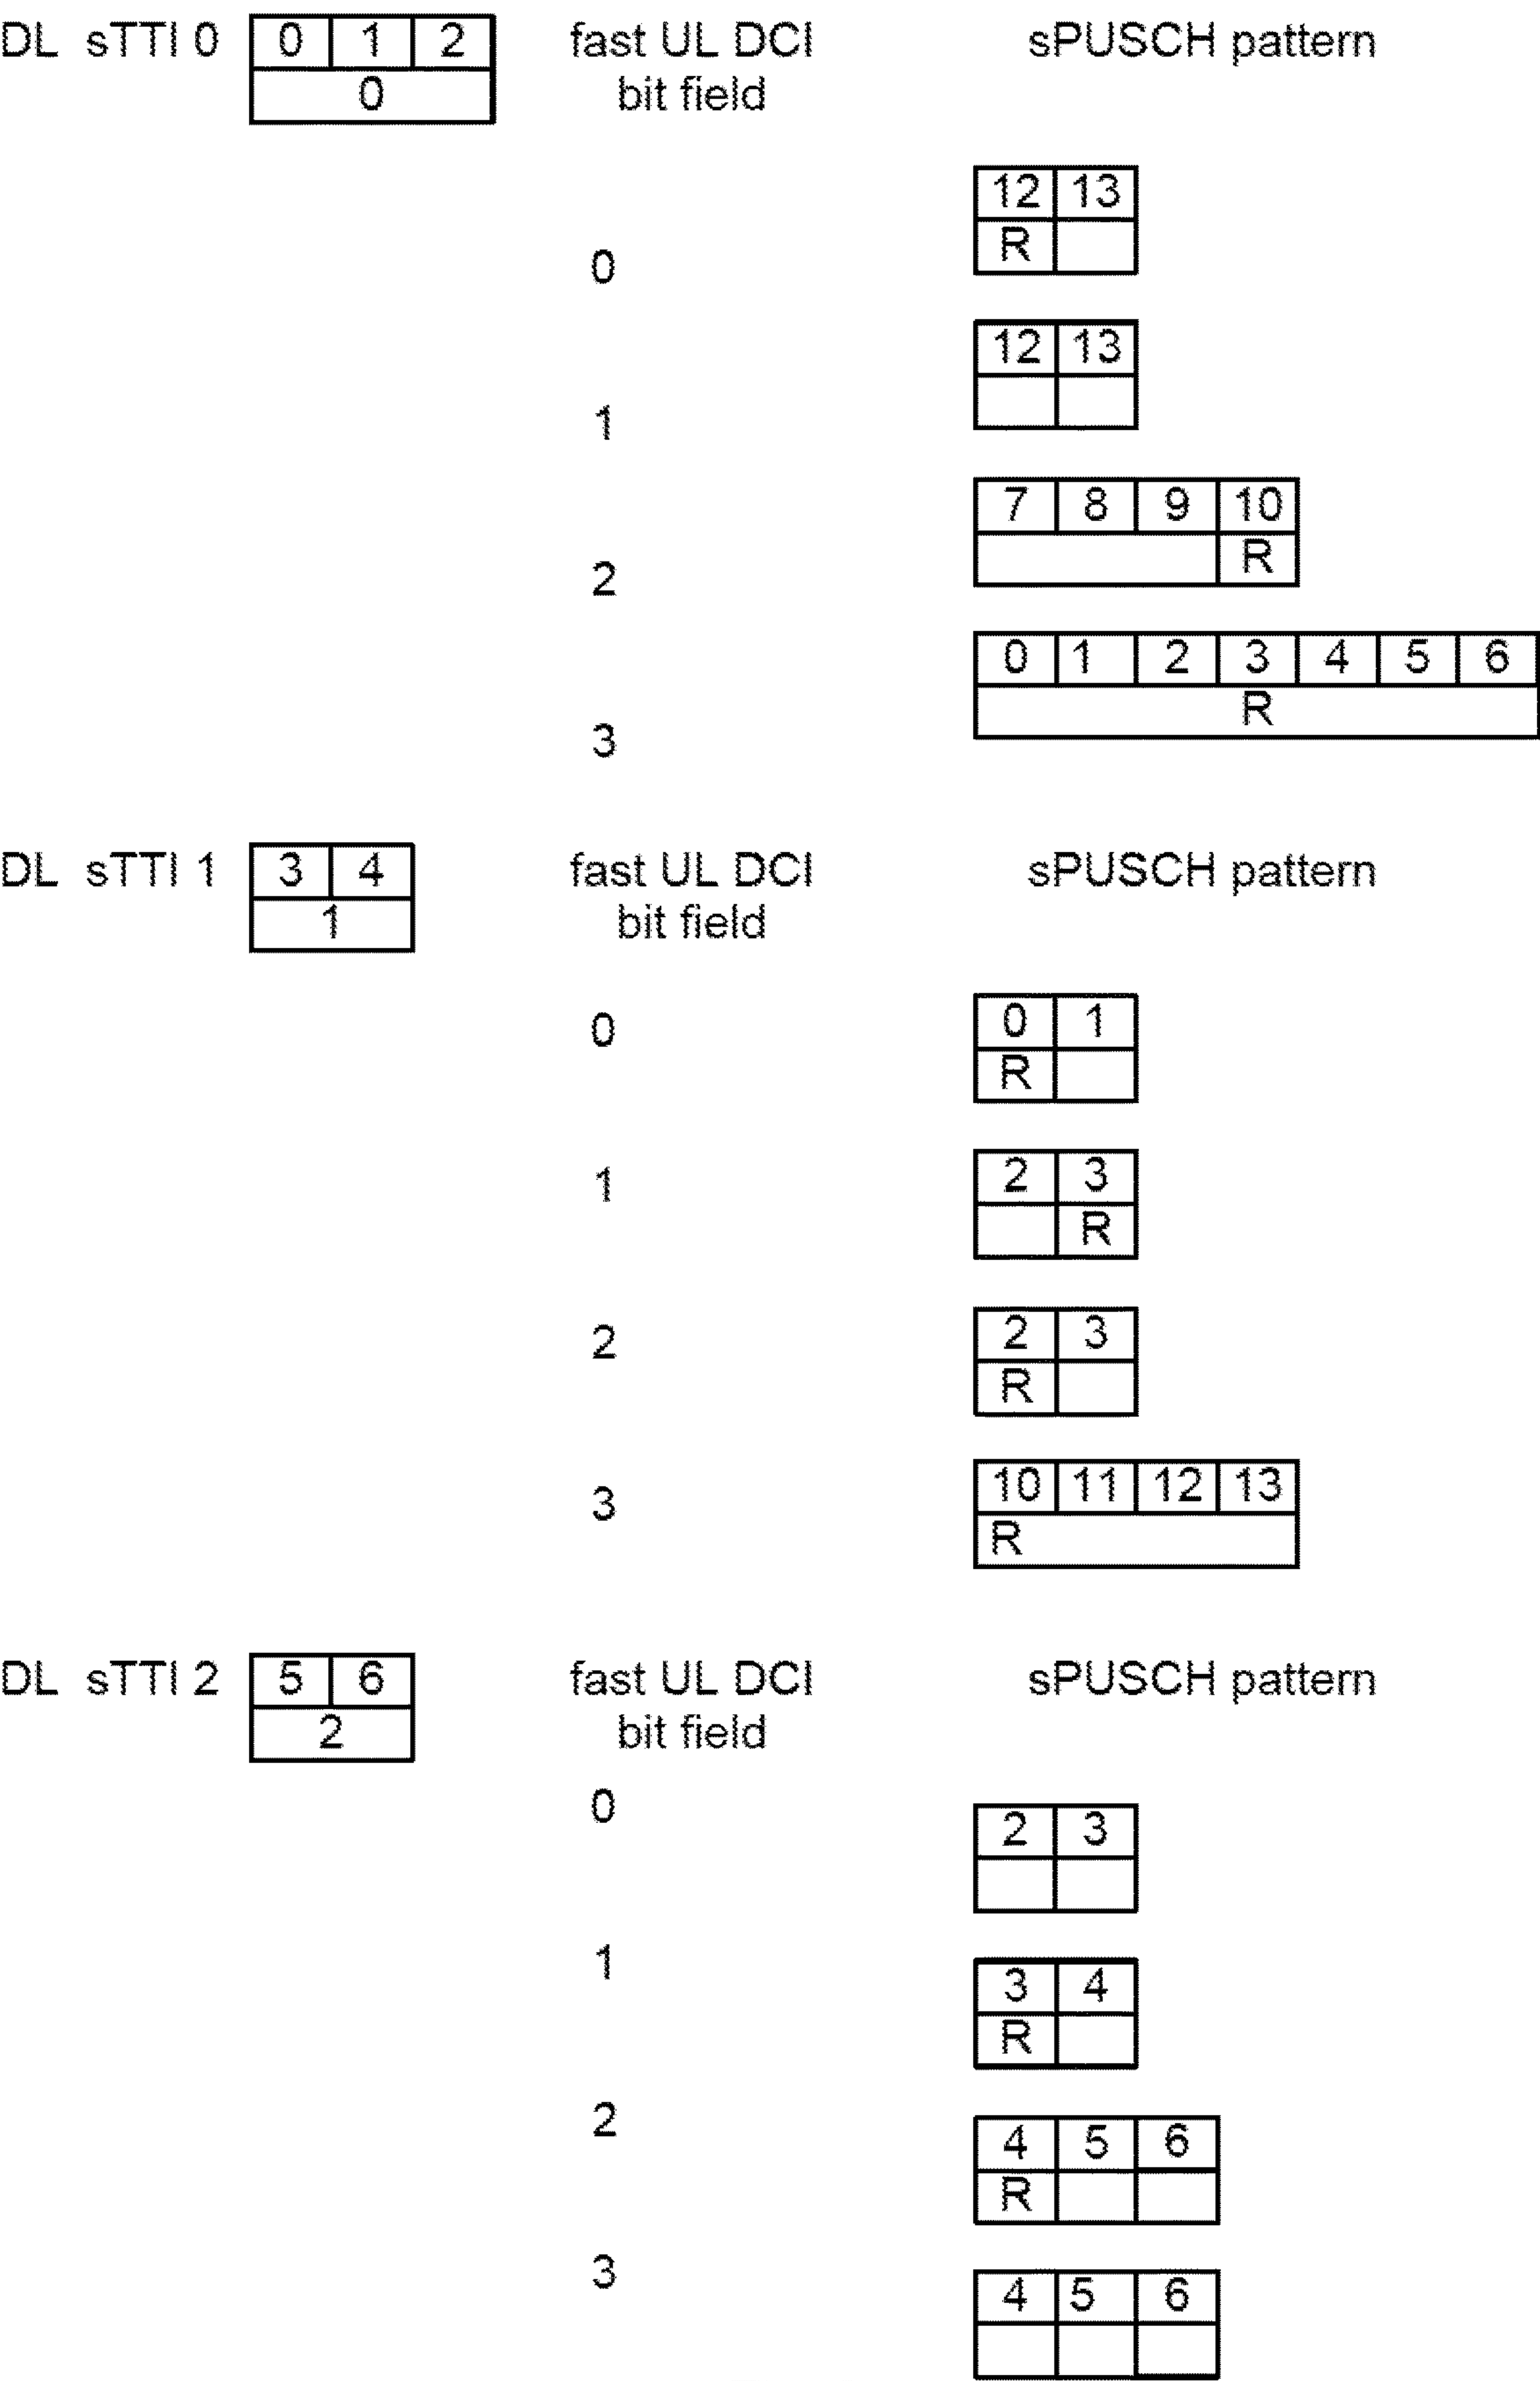 DL sTTI 0 0 1 2 fast UL DCI sPUSCH pattern
0 bit field
12 13
R
0
12 13
1
7 8 9 10
R
2
0 1 2 3 4 5 6
R
3
DL sTTI 1 3 4 fast UL DCI sPUSCH pattern
1 bit field
0 1
0
R
2 3
1
R
2 3
2
R
10 11 12 13
3
R
DL sTTI 2 5 6 fast UL DCI sPUSCH pattern
2 bit field
0
2 3
1
3 4
R
2
4 5 6
R
3
4 5 6